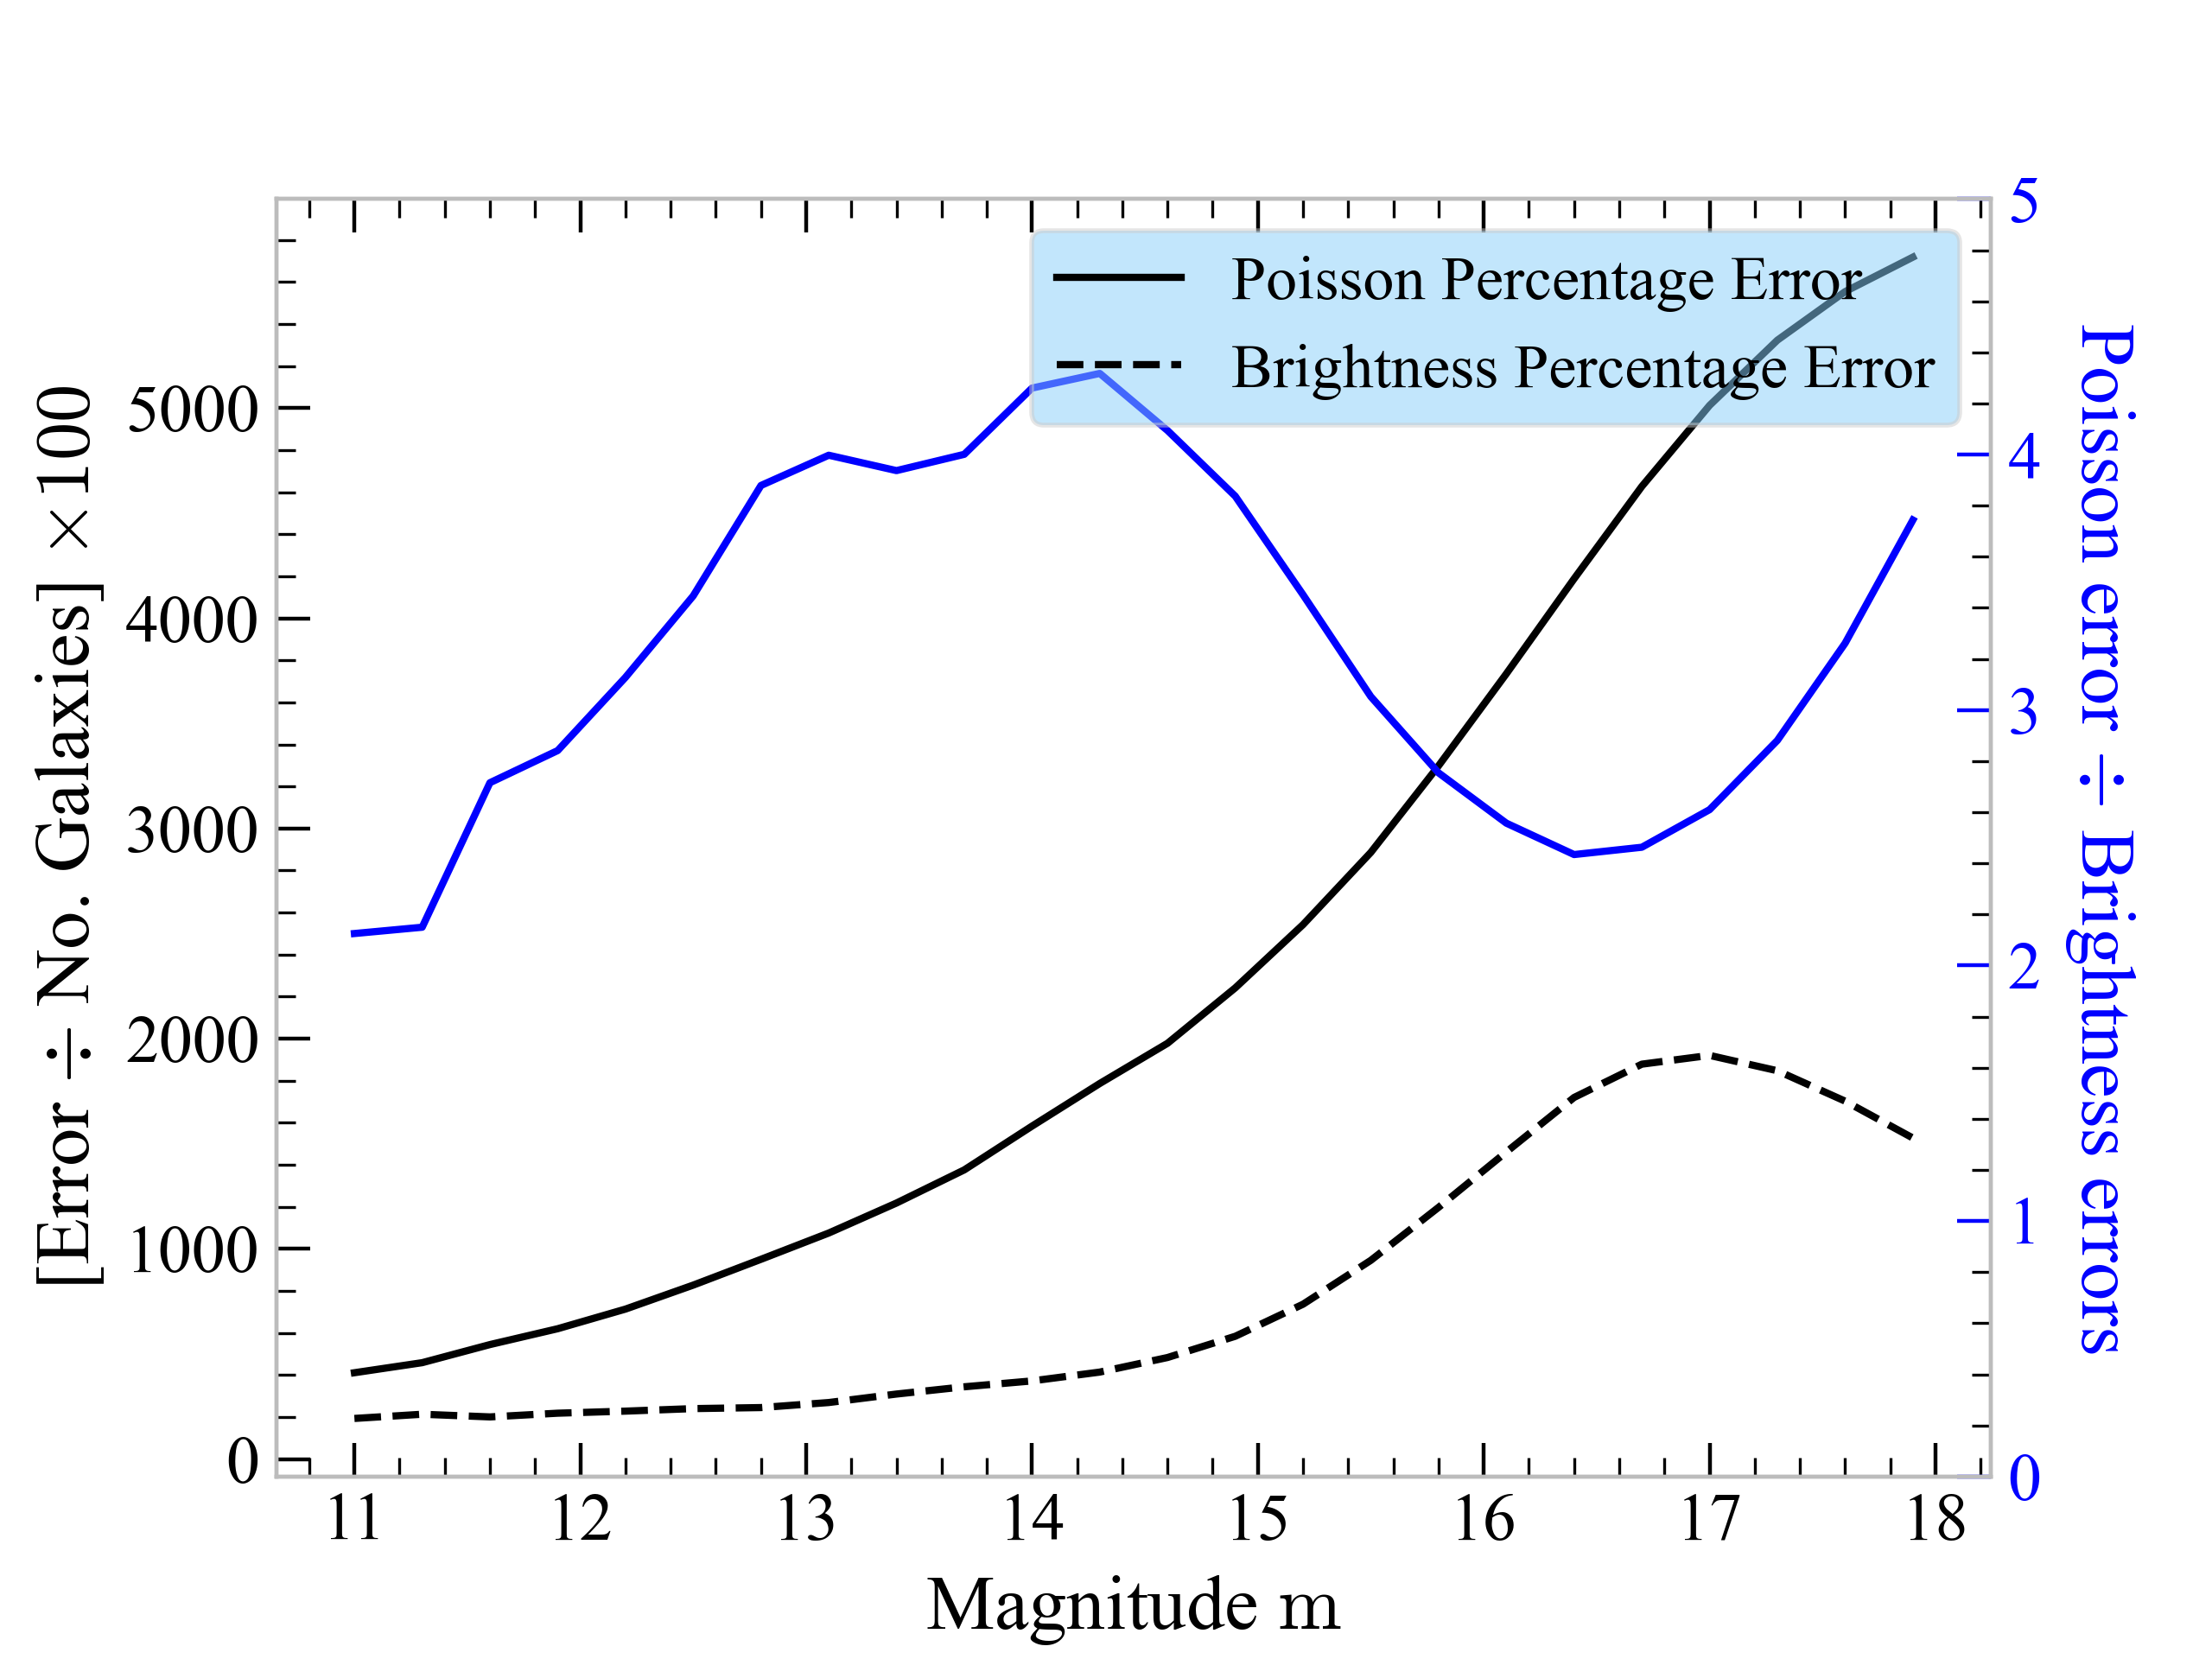 Poisson Percentage Error
Brightness Percentage Error
[Error ÷ No. Galaxies] ×100
5000
4000
3000
2000
1000
0
5
4
3
2
1
0
Poisson error ÷ Brightness errors
11 12 13 14 15 16 17 18
Magnitude m